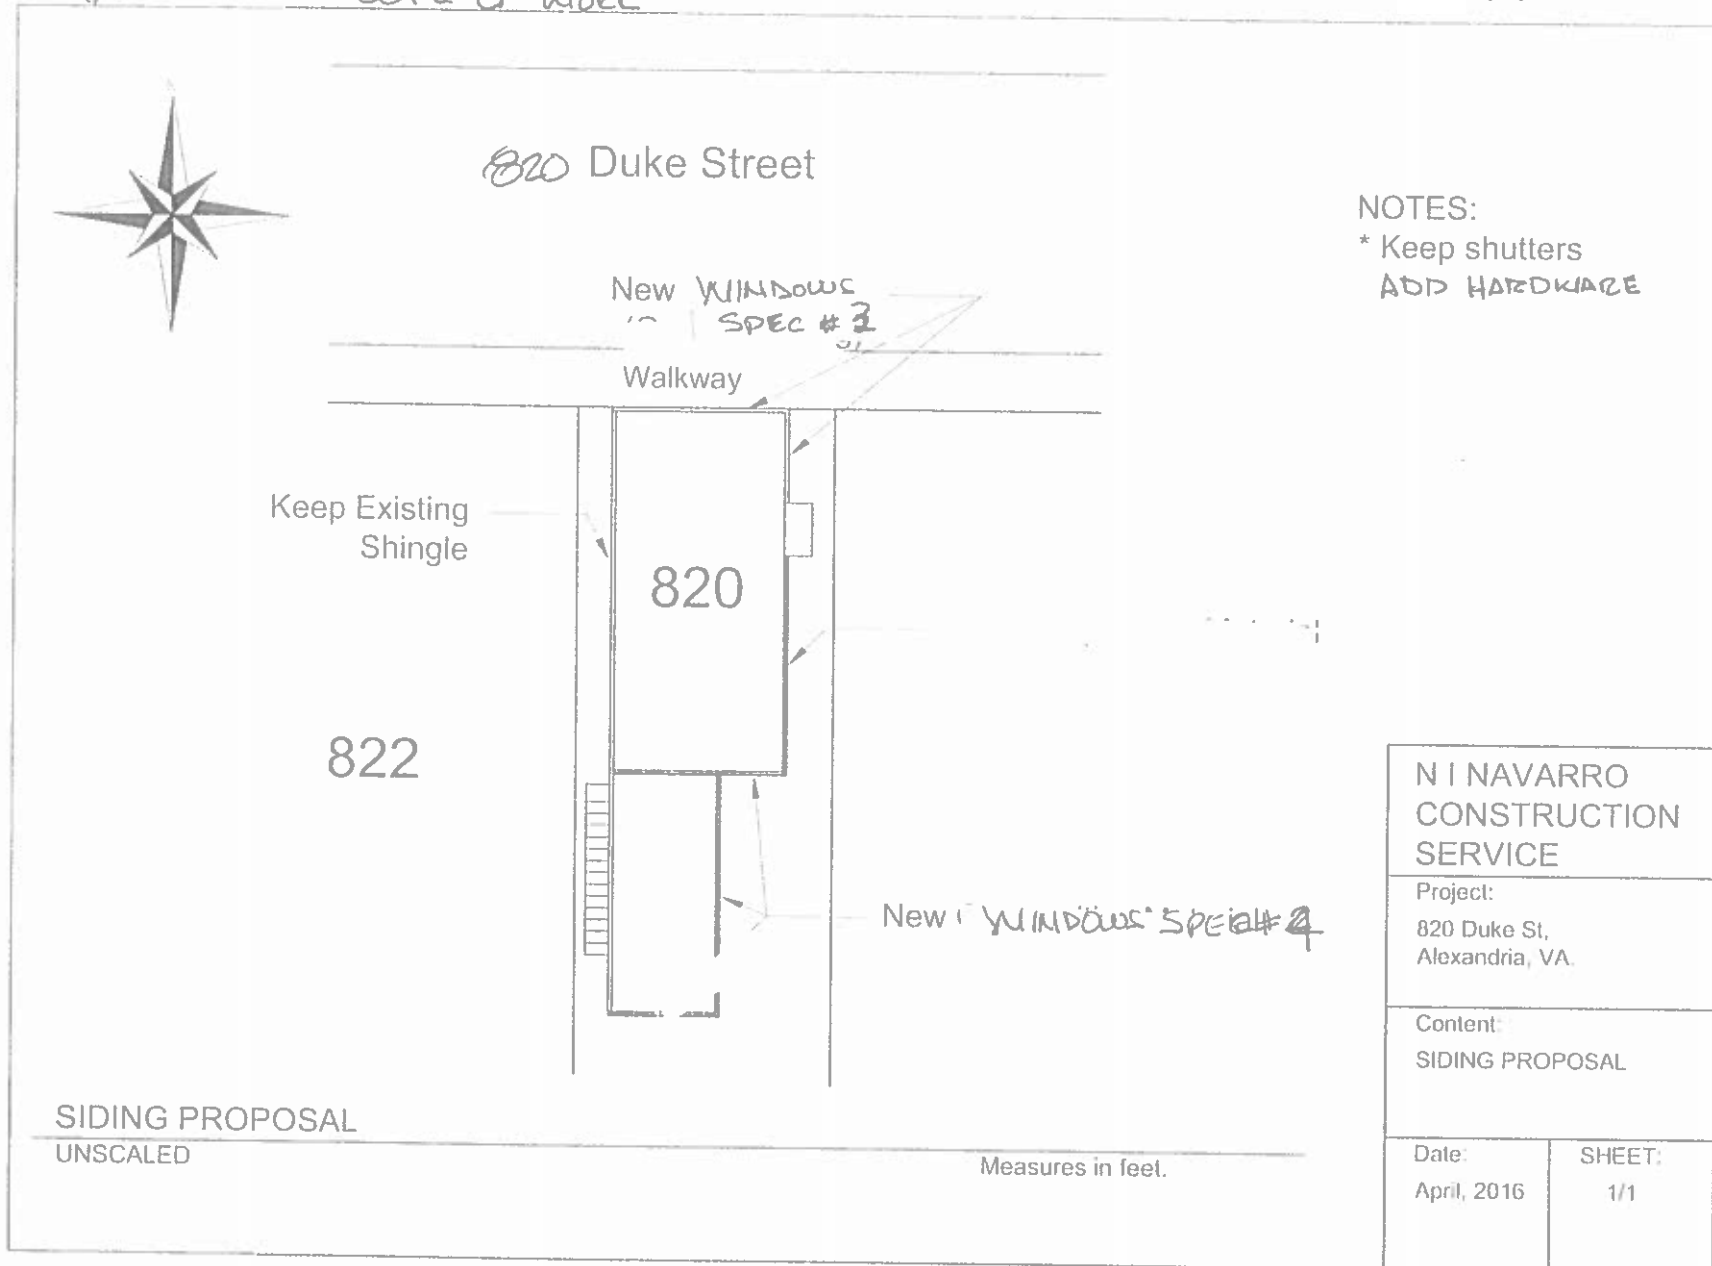 820 Duke Street
NOTES:
* Keep shutters
ADD HARDWARE
New WINDOWS
SPEC #
Walkway
Keep Existing
Shingle
820
822
New WINDOWS SPEC #
N I NAVARRO
CONSTRUCTION
SERVICE
Project:
820 Duke St,
Alexandria, VA.
Content:
SIDING PROPOSAL
SIDING PROPOSAL
UNSCALED
Measures in feet.
Date:
April, 2016
SHEET:
1/1